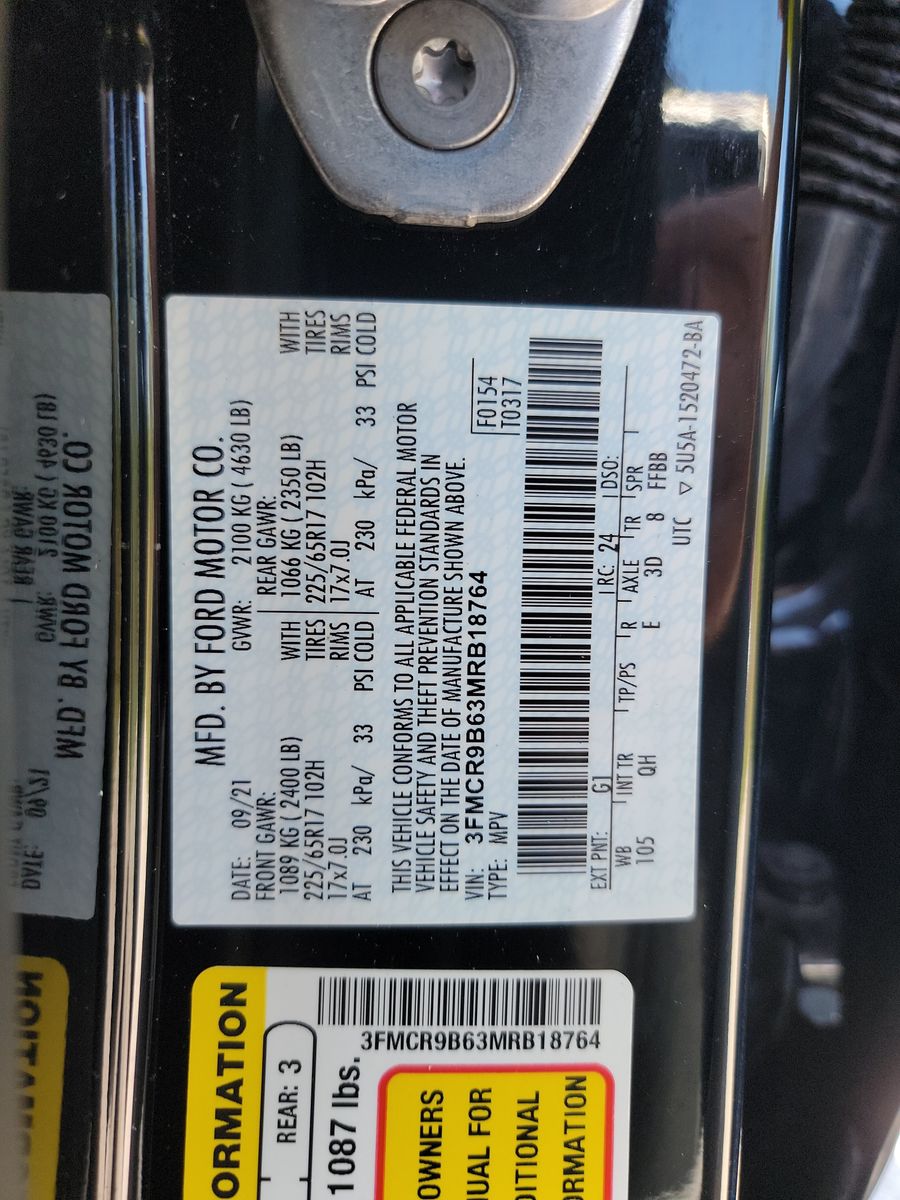 MFD. BY FORD MOTOR CO.
DATE: 09/21 GVWR: 2100 KG ( 4630 LB)
FRONT GAWR: REAR GAWR:
1089 KG ( 2400 LB) WITH 1066 KG ( 2350 LB) WITH
225/65R17 102H TIRES 225/65R17 102H TIRES
17x7.0J RIMS 17x7.0J RIMS
AT 230 kPa/ 33 PSI COLD AT 230 kPa/ 33 PSI COLD
THIS VEHICLE CONFORMS TO ALL APPLICABLE FEDERAL MOTOR
VEHICLE SAFETY AND THEFT PREVENTION STANDARDS IN
EFFECT ON THE DATE OF MANUFACTURE SHOWN ABOVE.
VIN: 3FMCR9B63MRB18764 F0154
TYPE: MPV T0317
EXT PNT: G1 RC: 24 DSO:
WB INT TR TP/PS R AXLE TR SPR
105 QH E 3D 8 FFBB
UTC ▽ 5U5A-1520472-BA
ORMATION
REAR: 3
1087 lbs.
3FMCR9B63MRB18764
OWNERS
UAL FOR
DITIONAL
ORMATION